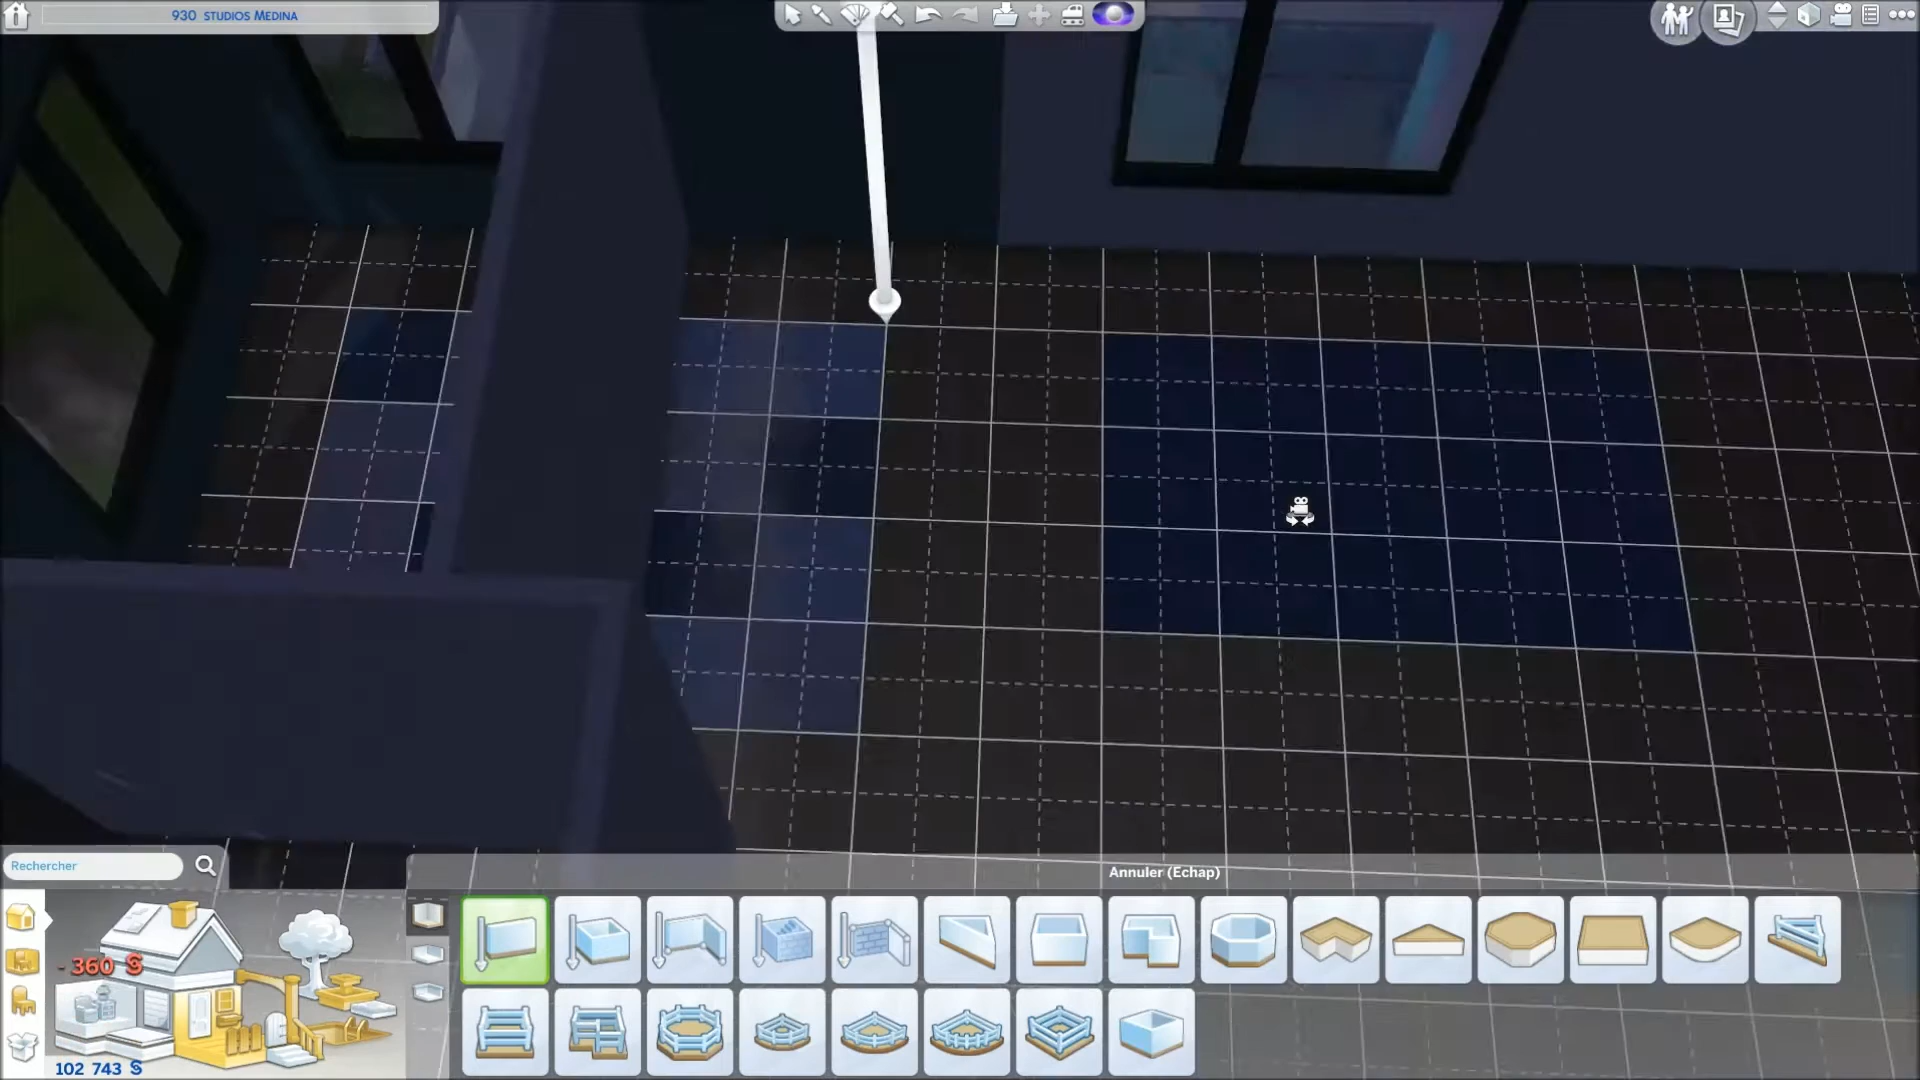 930 STUDIOS MEDINA
Rechercher
Annuler (Echap)
- 360 §
102 743 §